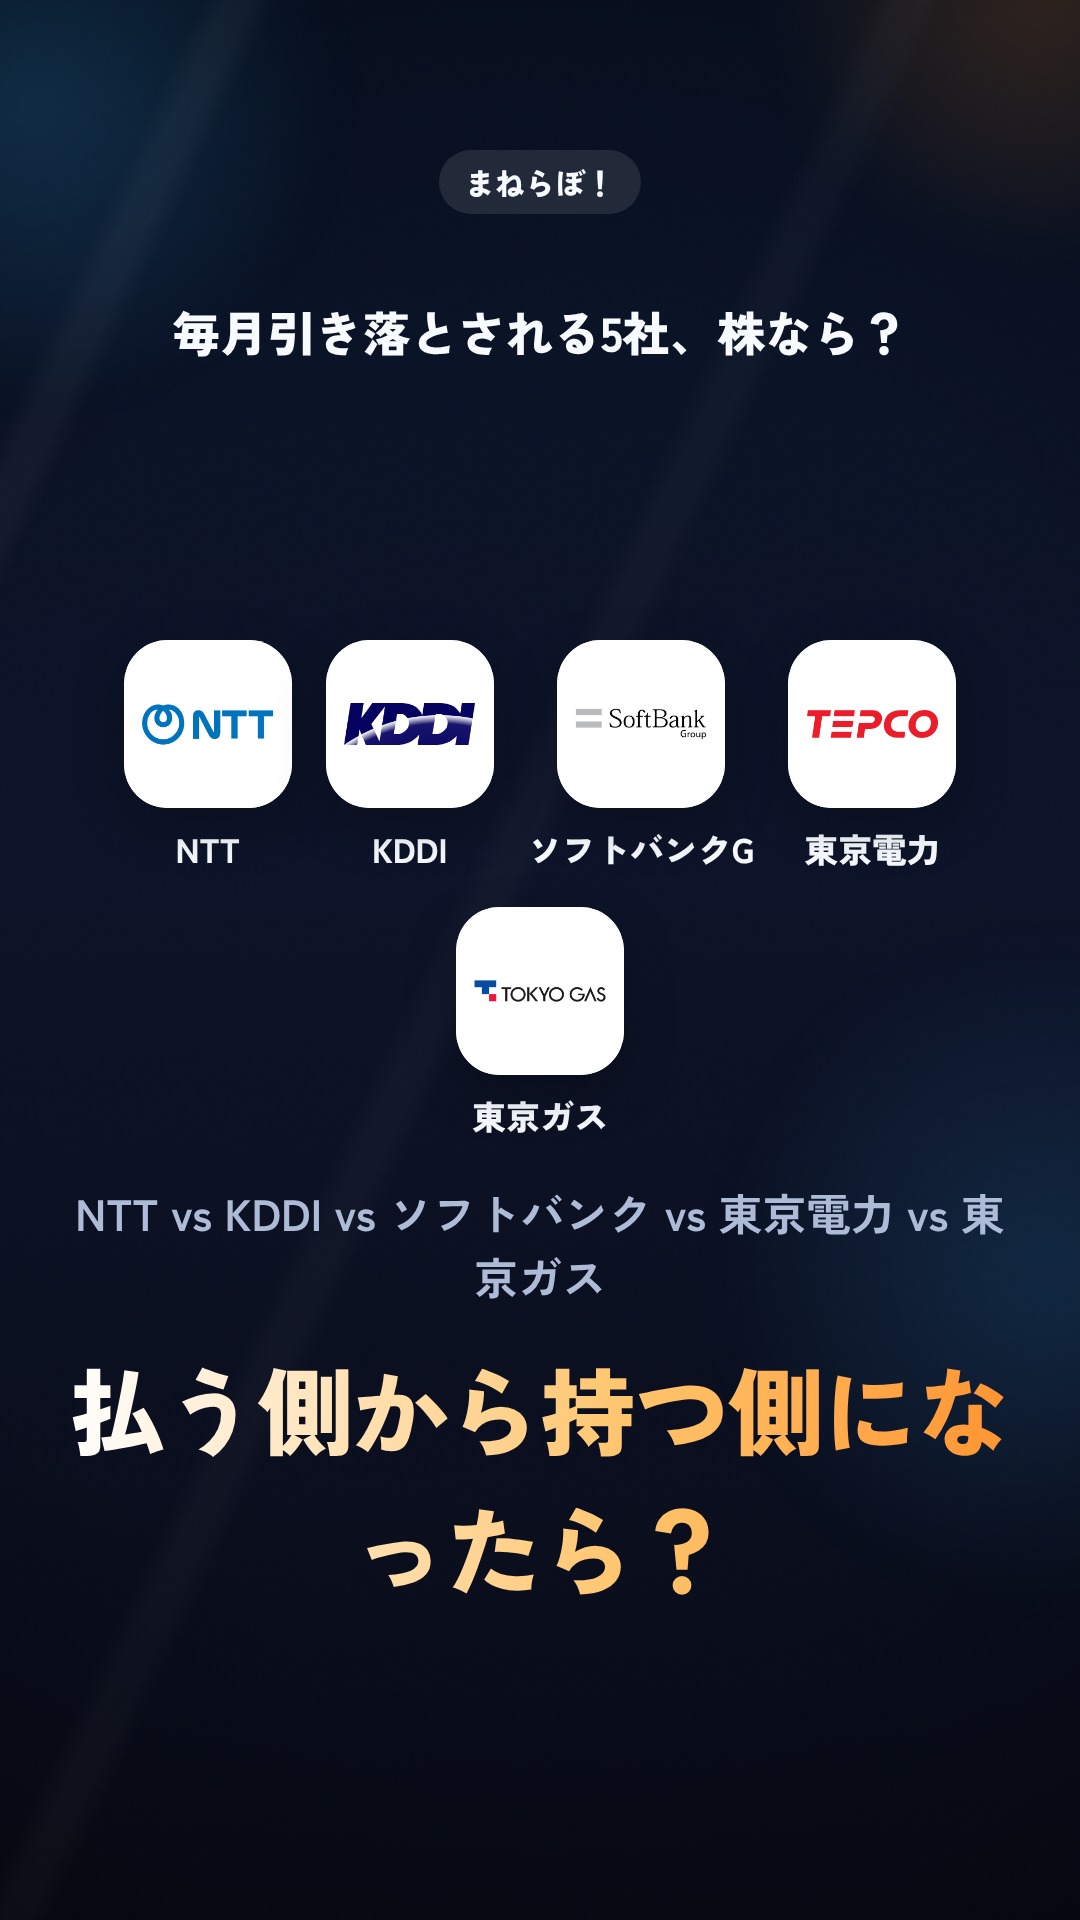 まねらぼ！
毎月引き落とされる5社、株なら？
NTT
KDDI
SoftBank
Group
TEPCO
NTT
KDDI
ソフトバンクG
東京電力
TOKYO GAS
東京ガス
NTT vs KDDI vs ソフトバンク vs 東京電力 vs 東
京ガス
払う側から持つ側にな
ったら？